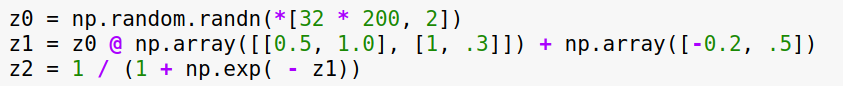 z0 = np.random.randn(*[32 * 200, 2])
z1 = z0 @ np.array([[0.5, 1.0], [1, .3]]) + np.array([-0.2, .5])
z2 = 1 / (1 + np.exp( - z1))